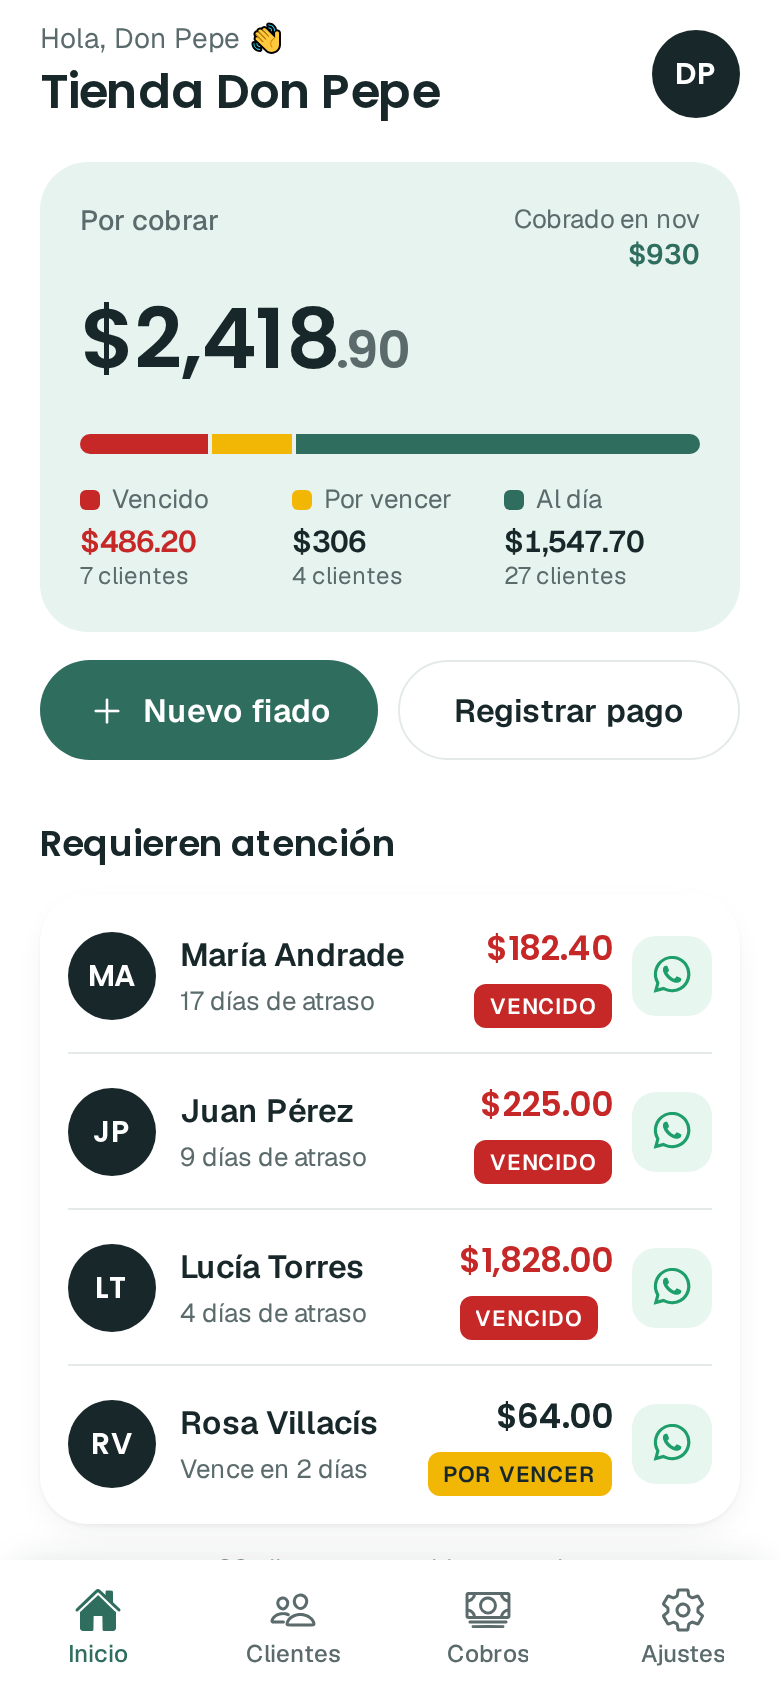 Hola, Don Pepe 👋
Tienda Don Pepe
DP
Por cobrar
Cobrado en nov
$930
$2,418.90
Vencido
$486.20
7 clientes
Por vencer
$306
4 clientes
Al día
$1,547.70
27 clientes
Nuevo fiado
Registrar pago
Requieren atención
MA
María Andrade
17 días de atraso
$182.40
VENCIDO
JP
Juan Pérez
9 días de atraso
$225.00
VENCIDO
LT
Lucía Torres
4 días de atraso
$1,828.00
VENCIDO
RV
Rosa Villacís
Vence en 2 días
$64.00
POR VENCER
Inicio
Clientes
Cobros
Ajustes